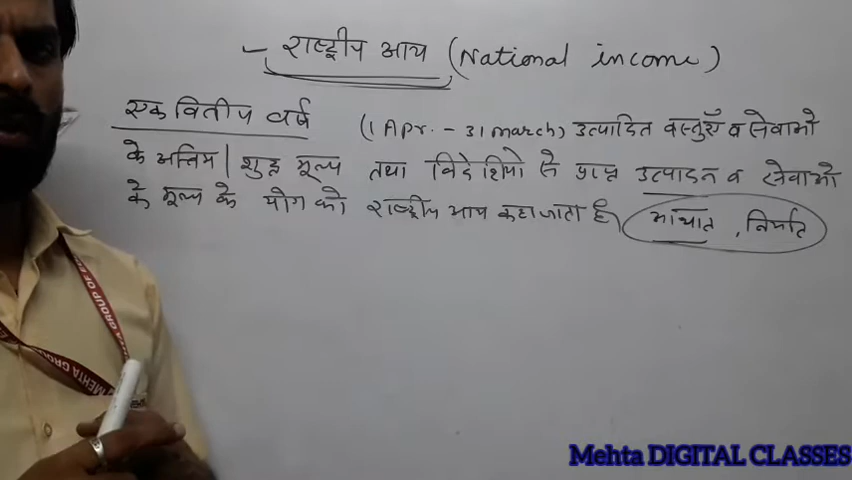 राष्ट्रीय आय (National income)
एक वितीय वर्ष (1 Apr. - 31 march) उत्पादित वस्तुएँ व सेवाओ
के अन्तिम | शुद्ध मूल्य तथा विदेशियो से प्राप्त उत्पादन व सेवाओ
के मूल्य के योग को राष्ट्रीय आय कहा जाता है। आयात , निर्यात
Mehta DIGITAL CLASSES